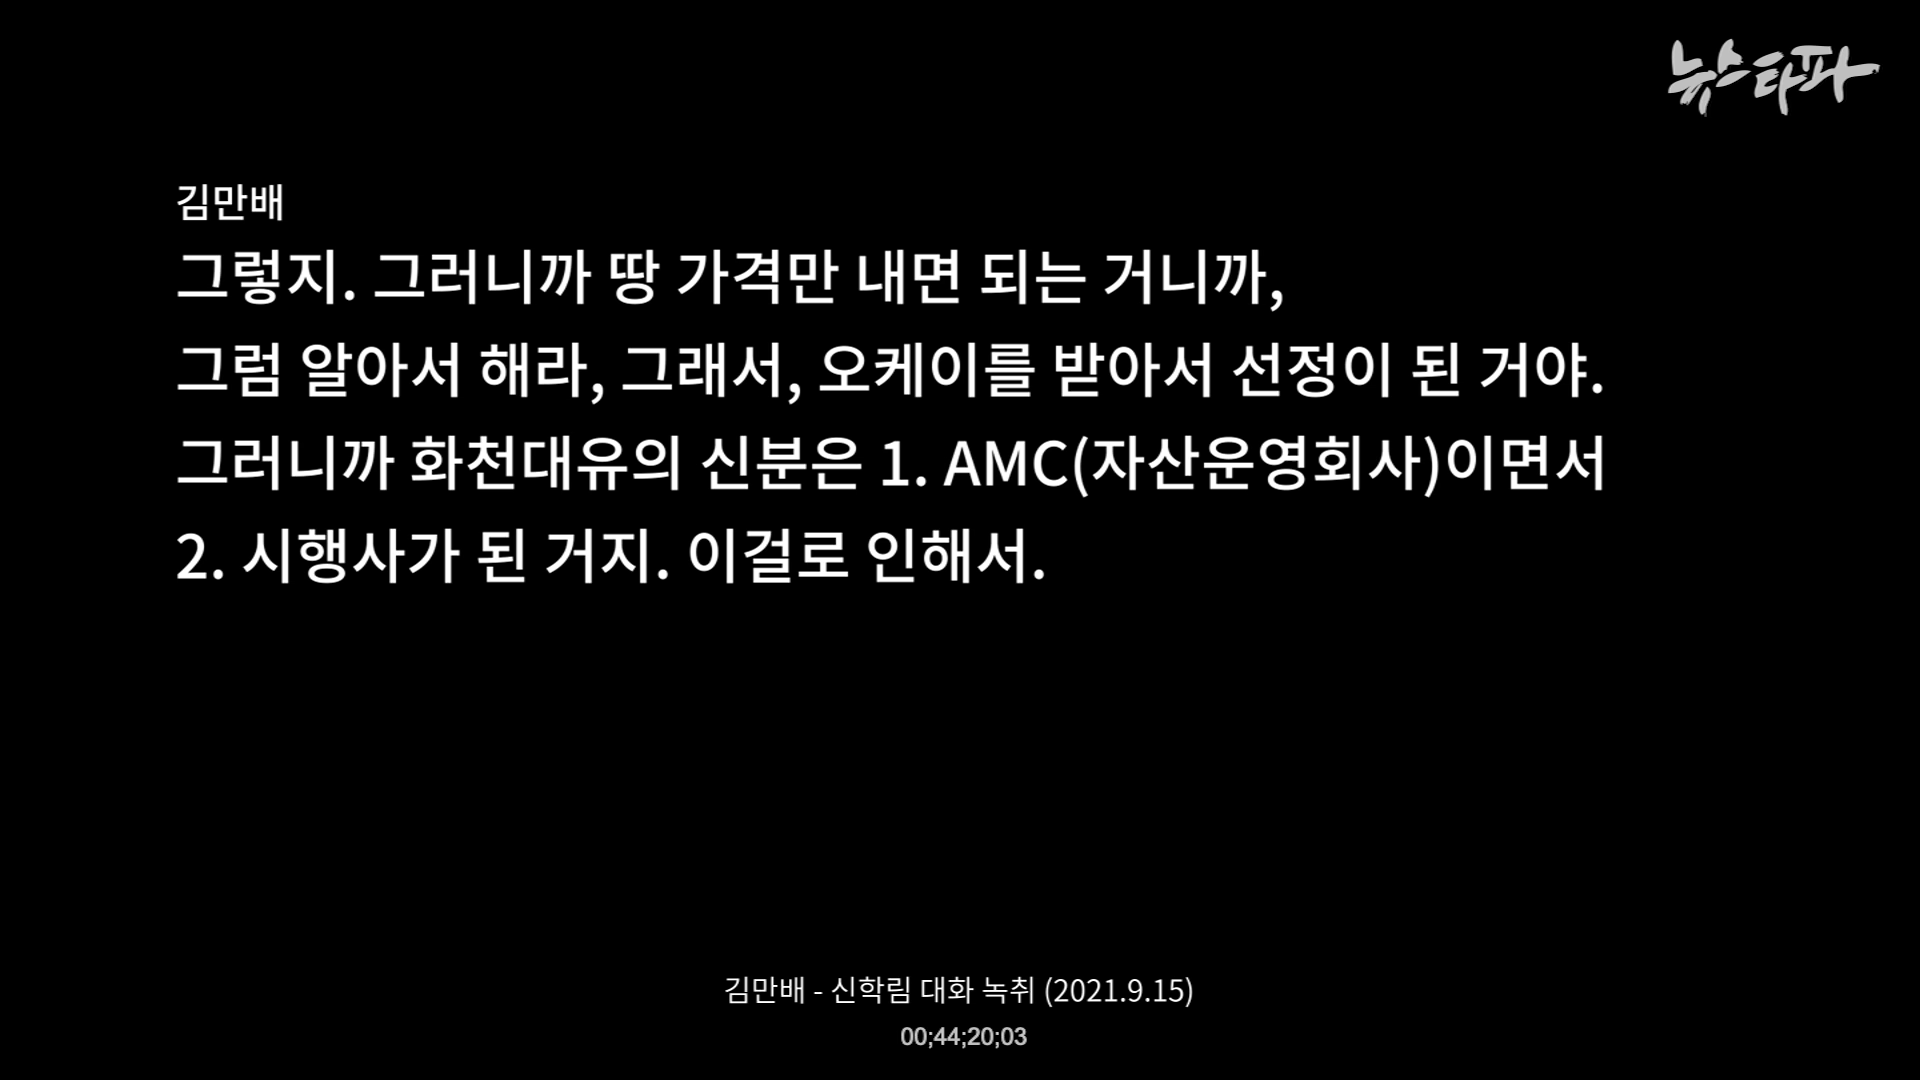 뉴스타파
김만배
그렇지. 그러니까 땅 가격만 내면 되는 거니까,
그럼 알아서 해라, 그래서, 오케이를 받아서 선정이 된 거야.
그러니까 화천대유의 신분은 1. AMC(자산운영회사)이면서
2. 시행사가 된 거지. 이걸로 인해서.
김만배 - 신학림 대화 녹취 (2021.9.15)
00;44;20;03